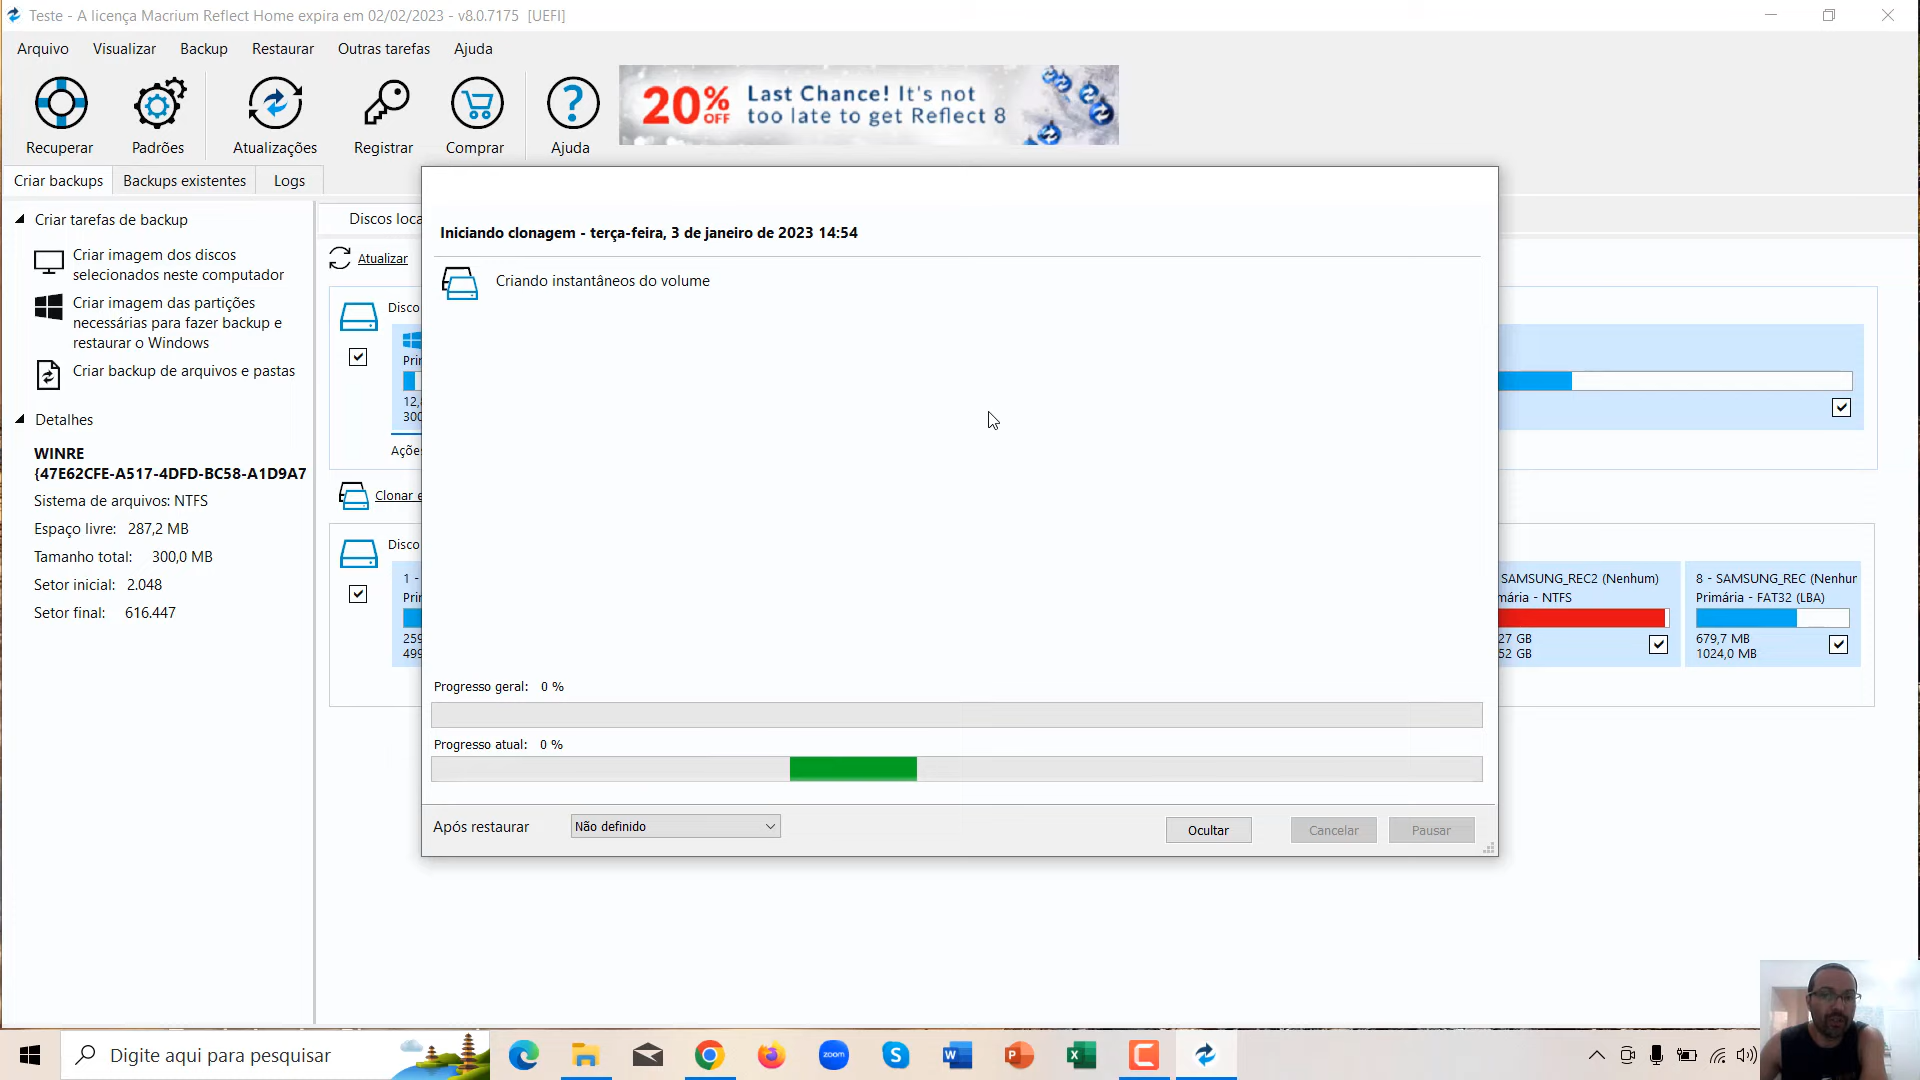 Teste - A licença Macrium Reflect Home expira em 02/02/2023 - v8.0.7175 [UEFI]
Arquivo Visualizar Backup Restaurar Outras tarefas Ajuda
20% OFF
Last Chance! It's not
too late to get Reflect 8
Recuperar Padrões Atualizações Registrar Comprar Ajuda
Criar backups Backups existentes Logs
Criar tarefas de backup
Criar imagem dos discos
selecionados neste computador
Criar imagem das partições
necessárias para fazer backup e
restaurar o Windows
Criar backup de arquivos e pastas
Detalhes
WINRE
{47E62CFE-A517-4DFD-BC58-A1D9A7
Sistema de arquivos: NTFS
Espaço livre: 287,2 MB
Tamanho total: 300,0 MB
Setor inicial: 2.048
Setor final: 616.447
Discos loca
Atualizar
Disco
Prir
12,8
300
Açõe
Clonar e
Disco
1 -
Prir
259
499
Iniciando clonagem - terça-feira, 3 de janeiro de 2023 14:54
Criando instantâneos do volume
Progresso geral: 0 %
Progresso atual: 0 %
Após restaurar Não definido Ocultar Cancelar Pausar
SAMSUNG_REC2 (Nenhum)
mária - NTFS
27 GB
52 GB
8 - SAMSUNG_REC (Nenhur
Primária - FAT32 (LBA)
679,7 MB
1024,0 MB
Digite aqui para pesquisar
zoom